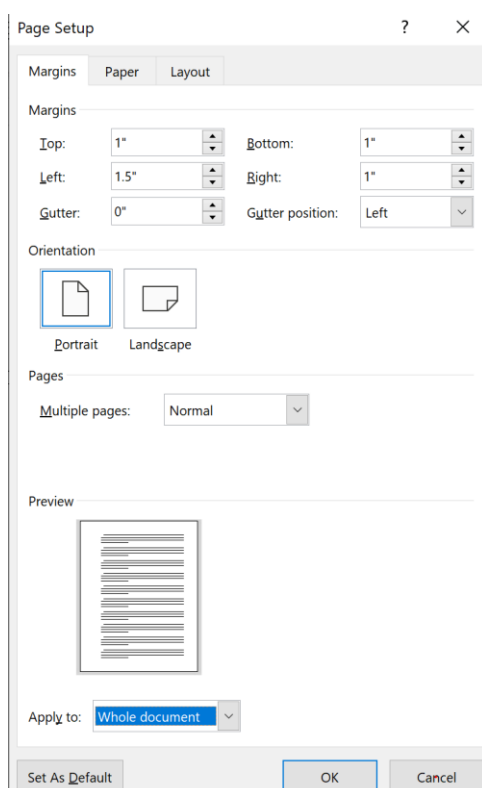 Page Setup ? ×
Margins Paper Layout
Margins
Top: 1" Bottom: 1"
Left: 1.5" Right: 1"
Gutter: 0" Gutter position: Left
Orientation
Portrait Landscape
Pages
Multiple pages: Normal
Preview
Apply to: Whole document
Set As Default OK Cancel